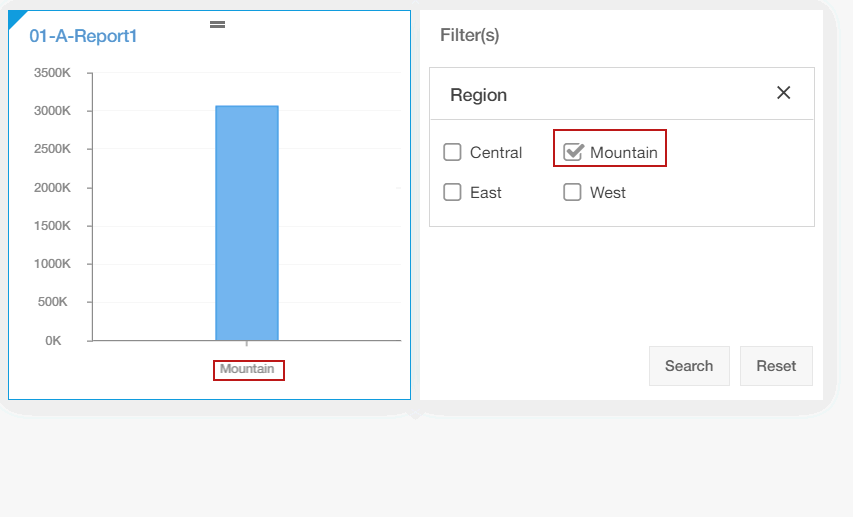 01-A-Report1
3500K
3000K
2500K
2000K
1500K
1000K
500K
0K
Mountain
Filter(s)
Region
Central
Mountain
East
West
Search
Reset